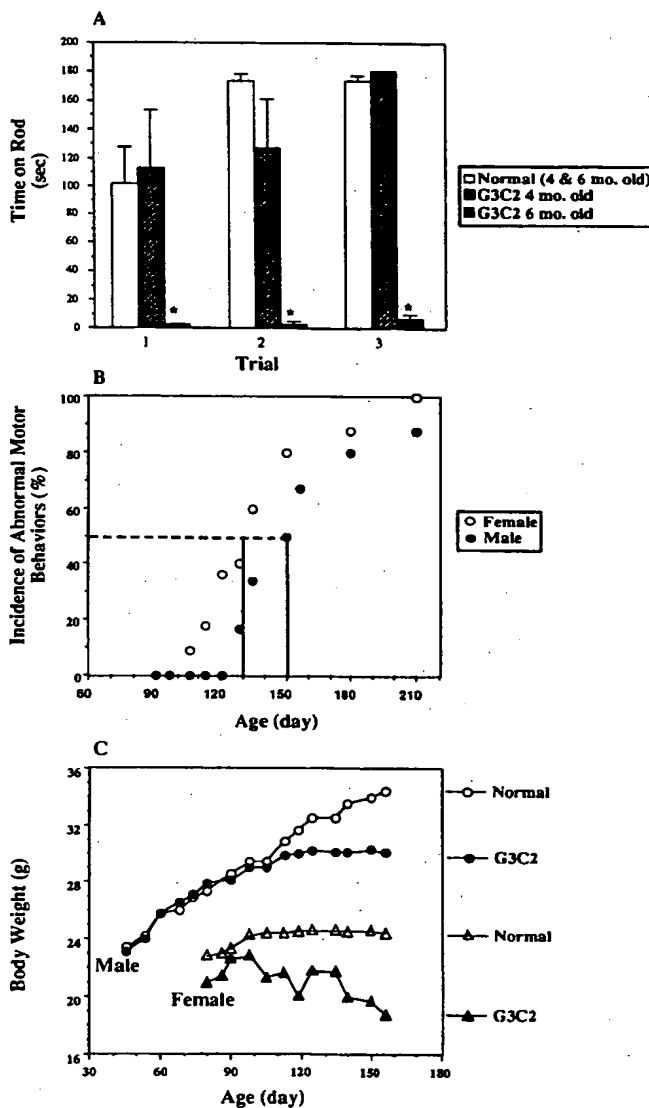 A
200
180
160
140
120
100
80
60
40
20
0
Time on Rod
(sec)
1 2 3
Trial
* * *
Normal (4 & 6 mo. old)
G3C2 4 mo. old
G3C2 6 mo. old
B
100
80
60
40
20
0
Incidence of Abnormal Motor
Behaviors (%)
60 90 120 150 180 210
Age (day)
Female
Male
C
36
32
28
24
20
16
Body Weight (g)
Male
Female
Normal
G3C2
Normal
G3C2
30 60 90 120 150 180
Age (day)